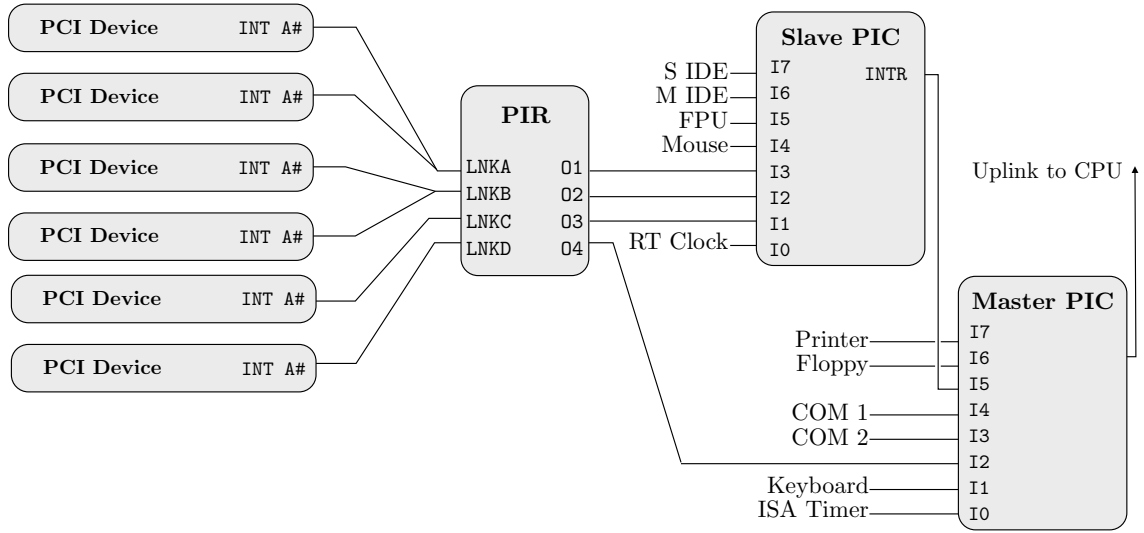 PCI Device INT A#
PCI Device INT A#
PCI Device INT A#
PCI Device INT A#
PCI Device INT A#
PCI Device INT A#
PIR
LNKA O1
LNKB O2
LNKC O3
LNKD O4
Slave PIC
S IDE I7 INTR
M IDE I6
FPU I5
Mouse I4
I3
I2
I1
RT Clock I0
Uplink to CPU
Master PIC
I7
Printer I6
Floppy I5
COM 1 I4
COM 2 I3
I2
Keyboard I1
ISA Timer I0